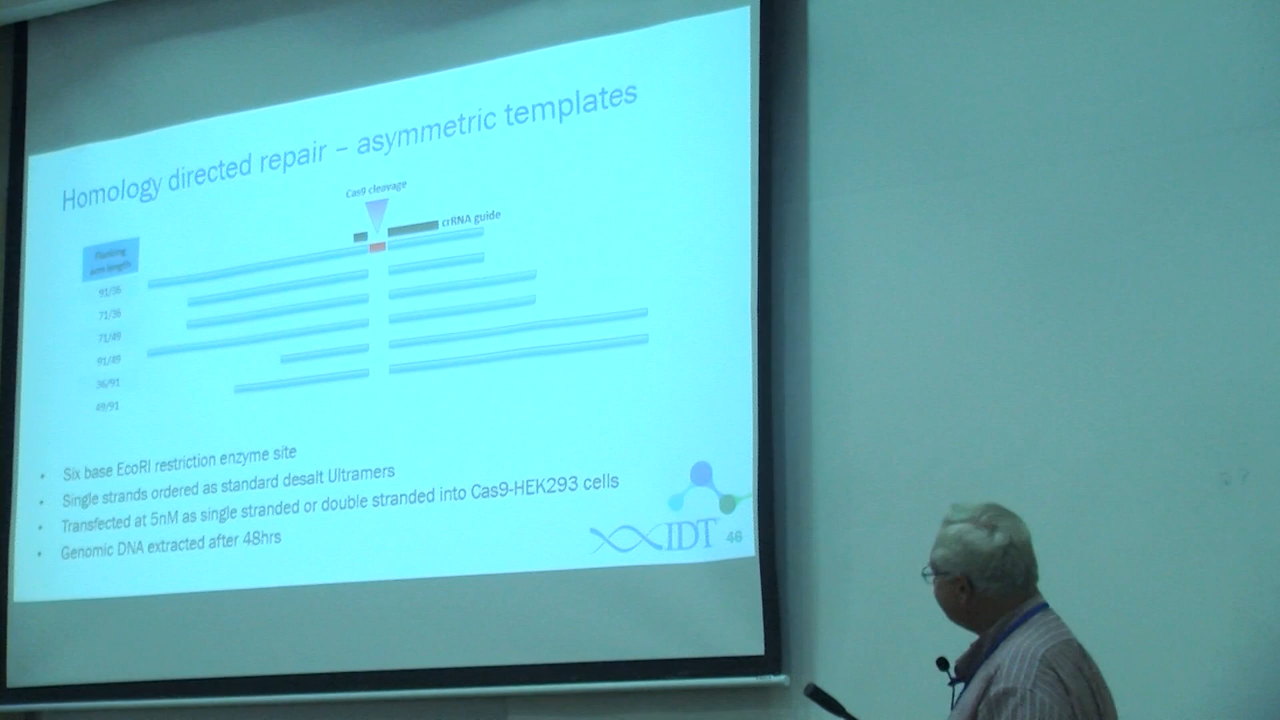 Homology directed repair – asymmetric templates
Cas9 cleavage
crRNA guide
Flanking
arm length
91/36
71/36
71/49
91/49
36/91
49/91
• Six base EcoRI restriction enzyme site
• Single strands ordered as standard desalt Ultramers
• Transfected at 5nM as single stranded or double stranded into Cas9-HEK293 cells
• Genomic DNA extracted after 48hrs
IDT
46